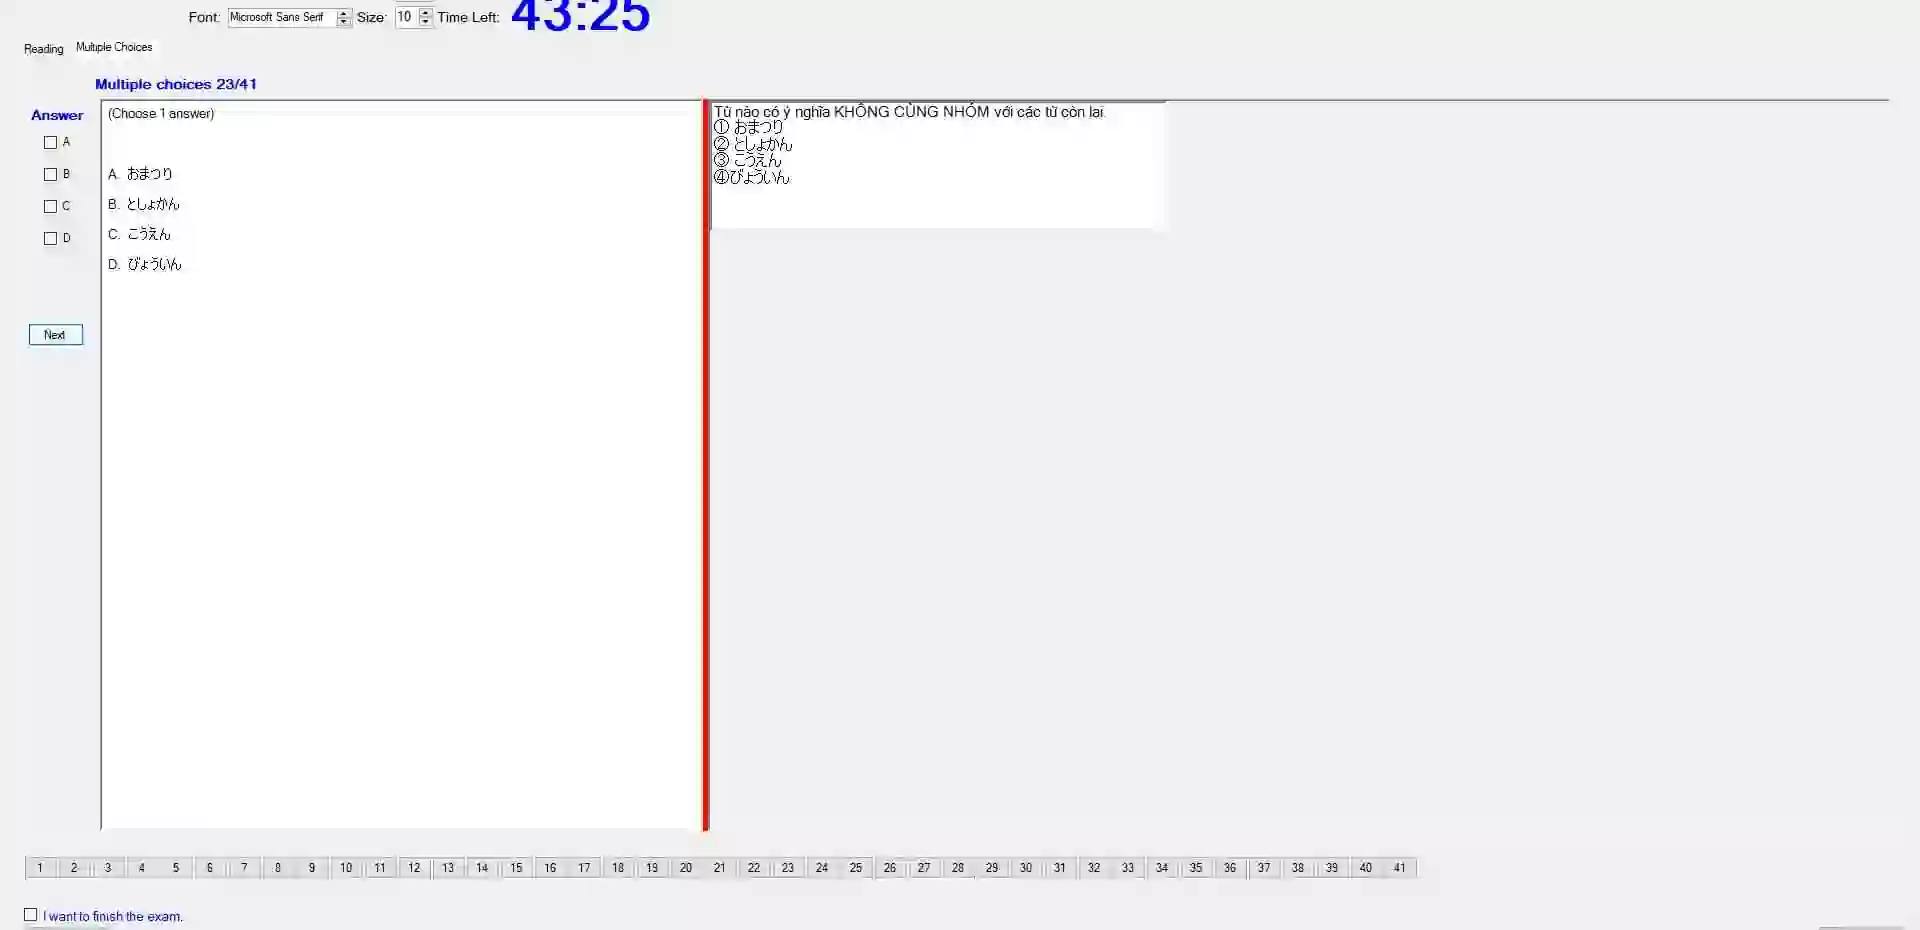 Font: Microsoft Sans Serif Size: 10 Time Left: 43:25
Reading Multiple Choices
Multiple choices 23/41
Answer
A
B
C
D
Next
(Choose 1 answer)
A. おまつり
B. としょかん
C. こうえん
D. びょういん
Từ nào có ý nghĩa KHÔNG CÙNG NHÓM với các từ còn lại.
① おまつり
② としょかん
③ こうえん
④びょういん
1 2 3 4 5 6 7 8 9 10 11 12 13 14 15 16 17 18 19 20 21 22 23 24 25 26 27 28 29 30 31 32 33 34 35 36 37 38 39 40 41
I want to finish the exam.